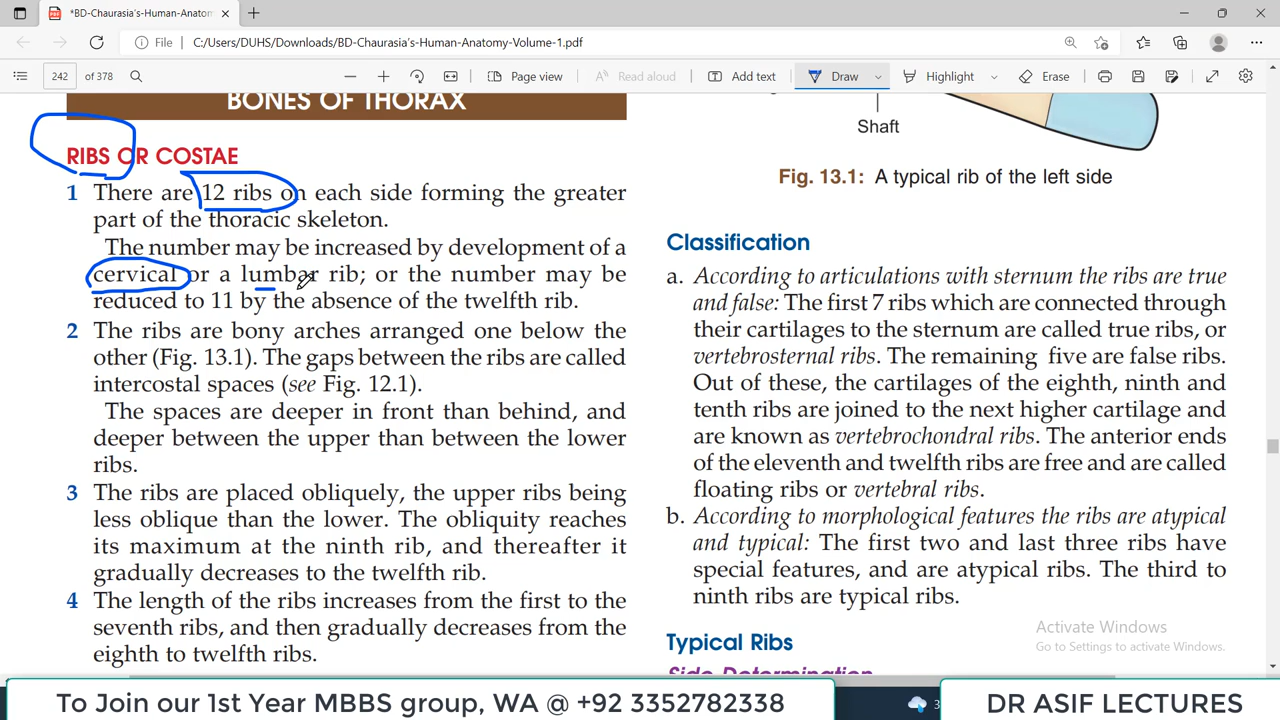 *BD-Chaurasia's-Human-Anatom
File C:/Users/DUHS/Downloads/BD-Chaurasia's-Human-Anatomy-Volume-1.pdf
242 of 378 Page view Read aloud Add text Draw Highlight Erase
BONES OF THORAX
RIBS OR COSTAE
1 There are 12 ribs on each side forming the greater
part of the thoracic skeleton.
The number may be increased by development of a
cervical or a lumbar rib; or the number may be
reduced to 11 by the absence of the twelfth rib.
2 The ribs are bony arches arranged one below the
other (Fig. 13.1). The gaps between the ribs are called
intercostal spaces (see Fig. 12.1).
The spaces are deeper in front than behind, and
deeper between the upper than between the lower
ribs.
3 The ribs are placed obliquely, the upper ribs being
less oblique than the lower. The obliquity reaches
its maximum at the ninth rib, and thereafter it
gradually decreases to the twelfth rib.
4 The length of the ribs increases from the first to the
seventh ribs, and then gradually decreases from the
eighth to twelfth ribs.
Shaft
Fig. 13.1: A typical rib of the left side
Classification
a. According to articulations with sternum the ribs are true
and false: The first 7 ribs which are connected through
their cartilages to the sternum are called true ribs, or
vertebrosternal ribs. The remaining five are false ribs.
Out of these, the cartilages of the eighth, ninth and
tenth ribs are joined to the next higher cartilage and
are known as vertebrochondral ribs. The anterior ends
of the eleventh and twelfth ribs are free and are called
floating ribs or vertebral ribs.
b. According to morphological features the ribs are atypical
and typical: The first two and last three ribs have
special features, and are atypical ribs. The third to
ninth ribs are typical ribs.
Typical Ribs
Side Determination
Activate Windows
Go to Settings to activate Windows.
To Join our 1st Year MBBS group, WA @ +92 3352782338
DR ASIF LECTURES